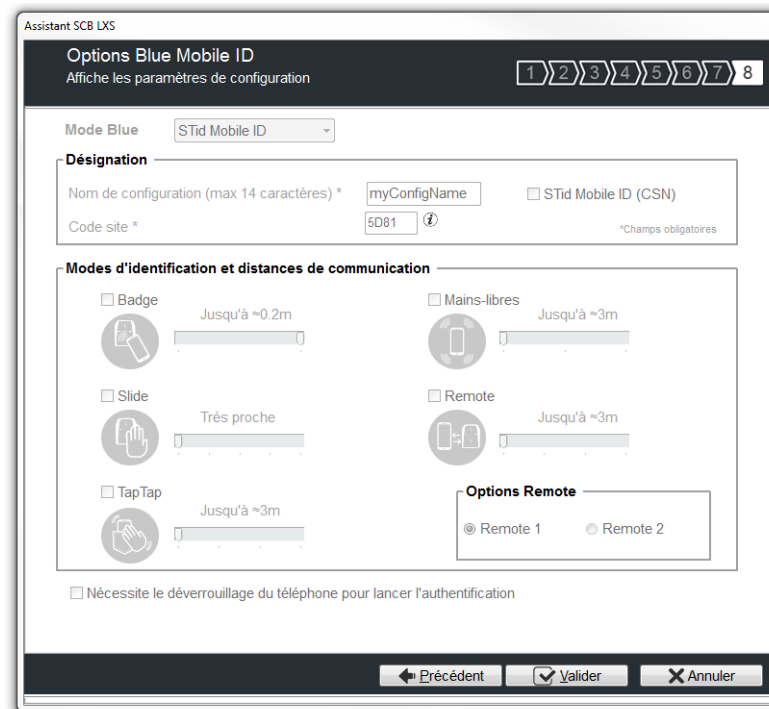 Assistant SCB LXS
Options Blue Mobile ID
Affiche les paramètres de configuration
1 2 3 4 5 6 7 8
Mode Blue STid Mobile ID
Désignation
Nom de configuration (max 14 caractères) * myConfigName STid Mobile ID (CSN)
Code site * 5D81 i *Champs obligatoires
Modes d'identification et distances de communication
Badge Mains-libres
Jusqu'à ≈0.2m Jusqu'à ≈3m
Slide Remote
Trés proche Jusqu'à ≈3m
TapTap
Jusqu'à ≈3m
Options Remote
Remote 1 Remote 2
Nécessite le déverrouillage du téléphone pour lancer l'authentification
Précédent Valider Annuler